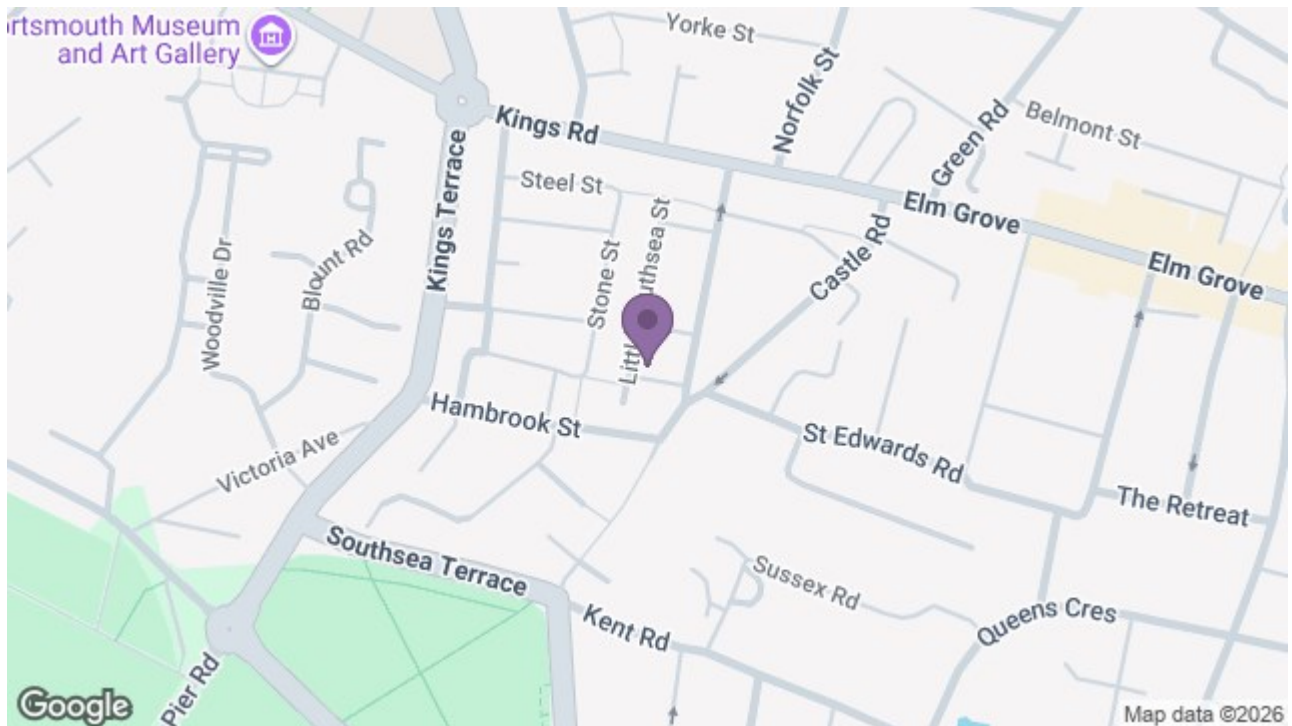 ortsmouth Museum
and Art Gallery
Yorke St
Norfolk St
Green Rd
Belmont St
Kings Rd
Kings Terrace
Steel St
Elm Grove
Elm Grove
Castle Rd
Stone St
Woodville Dr
Blount Rd
Hambrook St
St Edwards Rd
Victoria Ave
The Retreat
Southsea Terrace
Sussex Rd
Kent Rd
Queens Cres
Pier Rd
Google
Map data ©2026